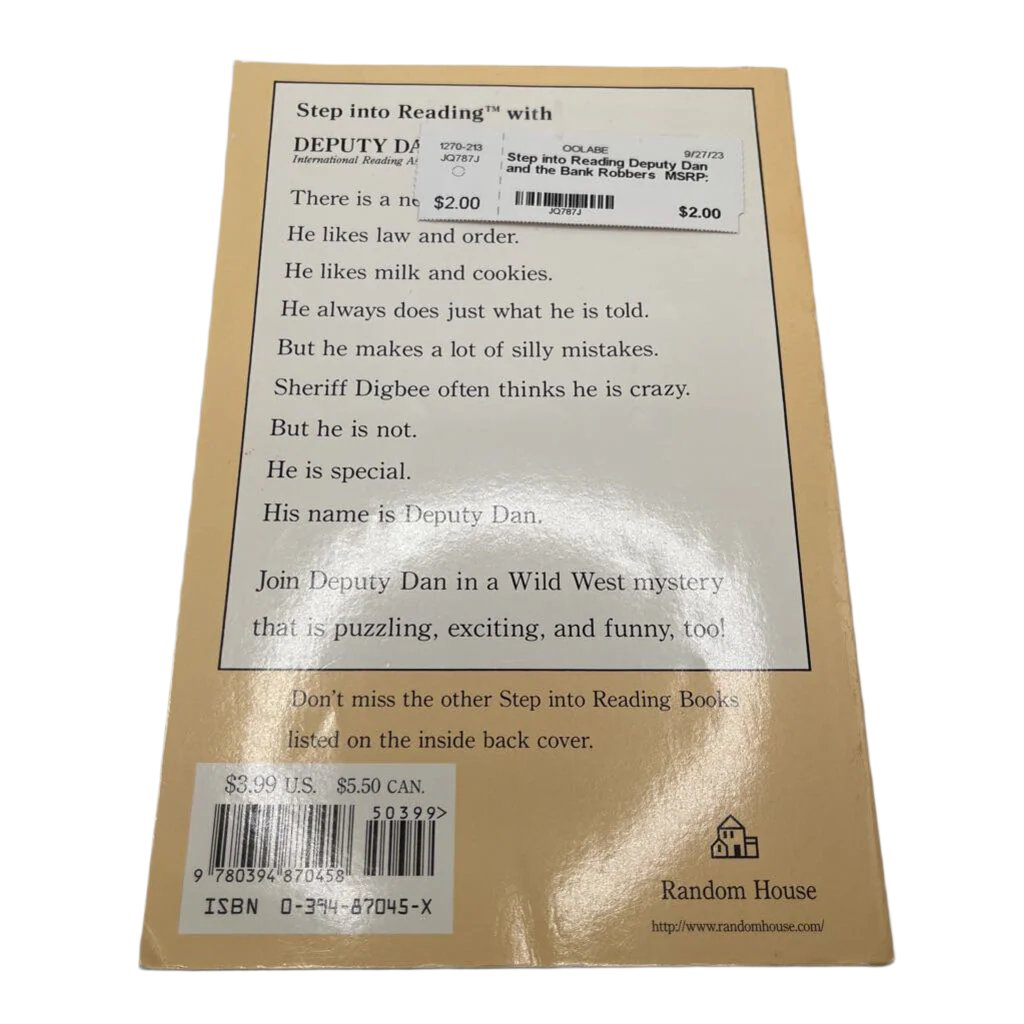 Step into Reading™ with
DEPUTY DA
International Reading
1270-213
JQ787J
$2.00
OOLABE
9/27/23
Step into Reading Deputy Dan
and the Bank Robbers MSRP:
JQ787J
$2.00
There is a
He likes law and order.
He likes milk and cookies.
He always does just what he is told.
But he makes a lot of silly mistakes.
Sheriff Digbee often thinks he is crazy.
But he is not.
He is special.
His name is Deputy Dan.
Join Deputy Dan in a Wild West mystery
that is puzzling, exciting, and funny, too!
Don't miss the other Step into Reading Books
listed on the inside back cover.
$3.99 U.S. $5.50 CAN.
50399>
9 780394 870458
ISBN 0-394-87045-X
Random House
http://www.randomhouse.com/